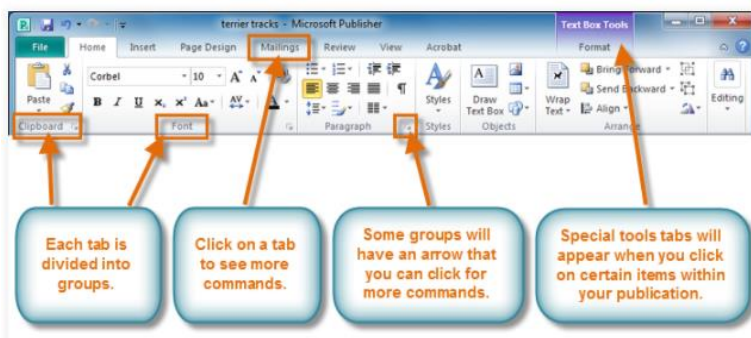 terrier tracks - Microsoft Publisher
Text Box Tools
File Home Insert Page Design Mailings Review View Acrobat Format
Corbel 10 A A
Bring Forward
Send Backward
Align
B I U x, x² Aa AV A
Paste
Styles
Draw
Text Box
Wrap
Text
Editing
Clipboard Font Paragraph Styles Objects Arrange
Each tab is
divided into
groups.
Click on a tab
to see more
commands.
Some groups will
have an arrow that
you can click for
more commands.
Special tools tabs will
appear when you click
on certain items within
your publication.